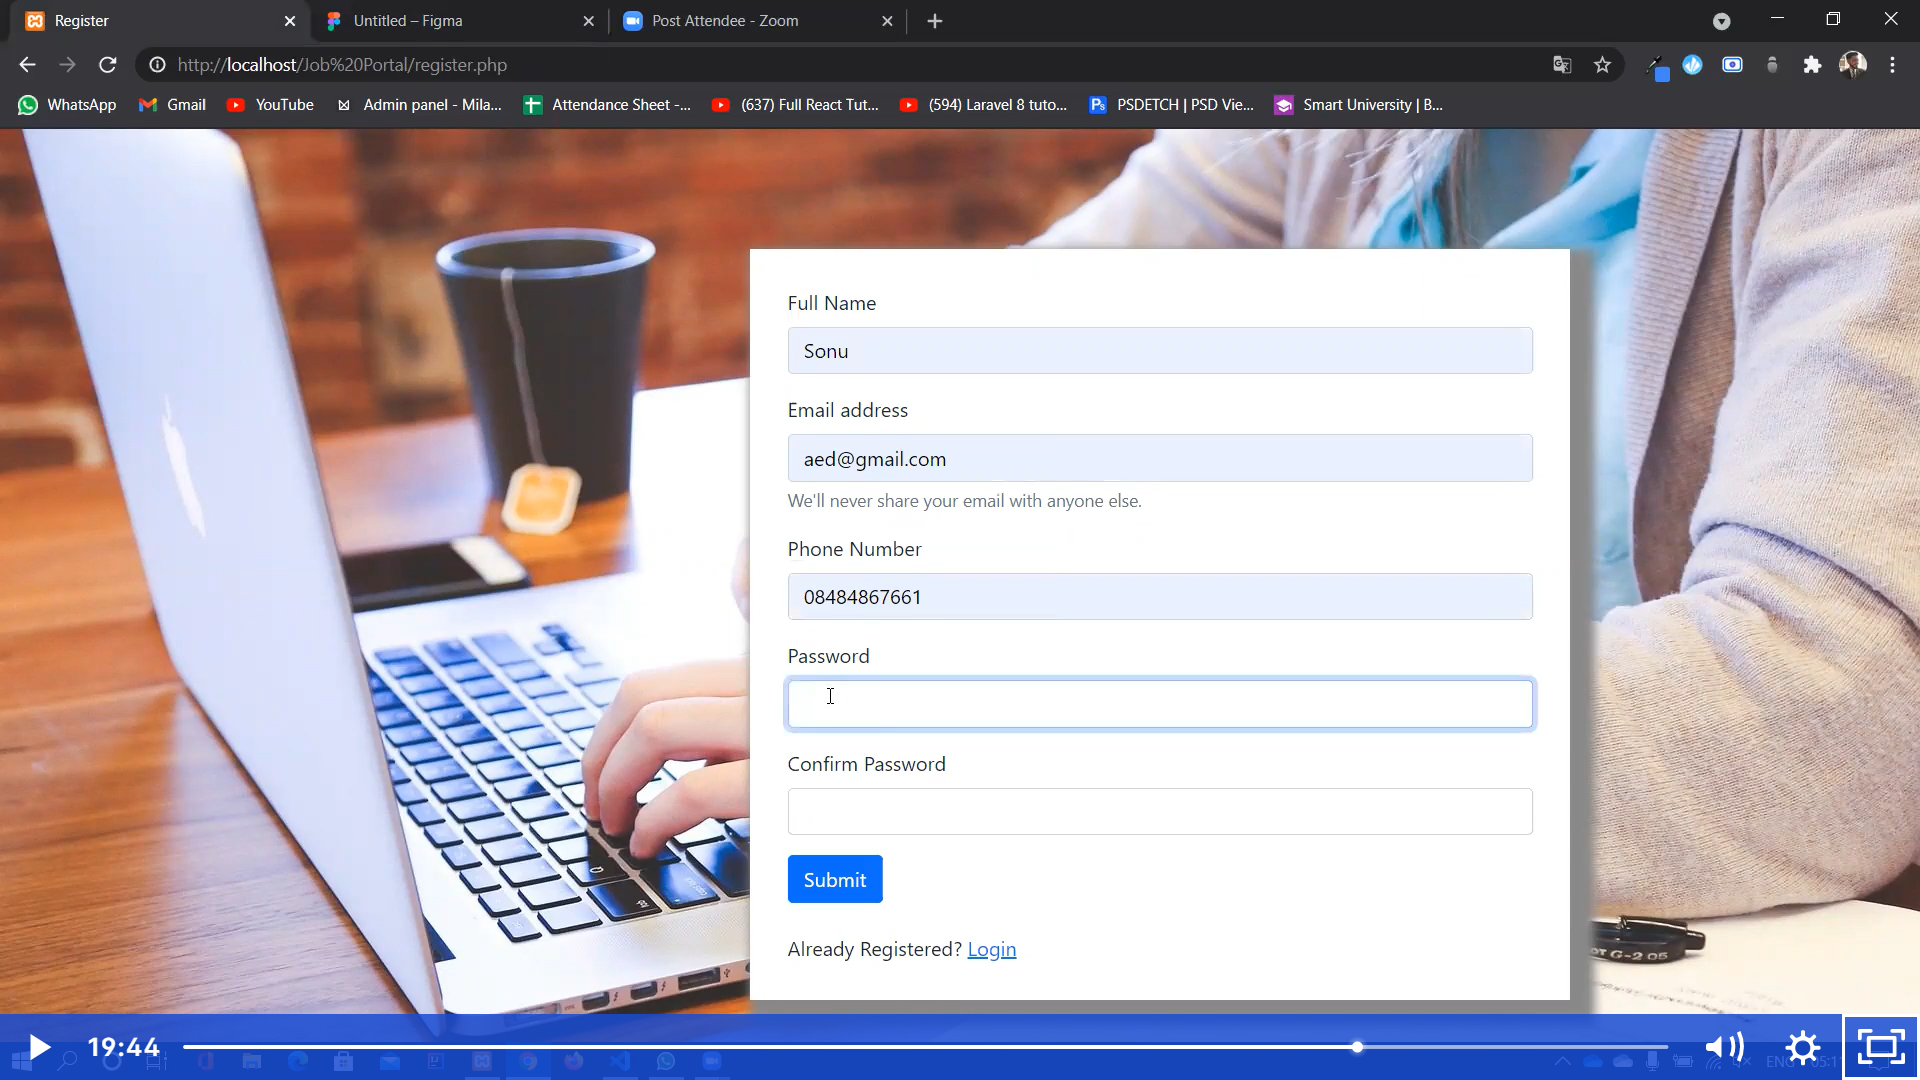 Register
Untitled – Figma
Post Attendee - Zoom
http://localhost/Job%20Portal/register.php
WhatsApp
Gmail
YouTube
Admin panel - Mila...
Attendance Sheet -...
(637) Full React Tut...
(594) Laravel 8 tuto...
PSDETCH | PSD Vie...
Smart University | B...
Full Name
Sonu
Email address
aed@gmail.com
We'll never share your email with anyone else.
Phone Number
08484867661
Password
Confirm Password
Submit
Already Registered? Login
19:44